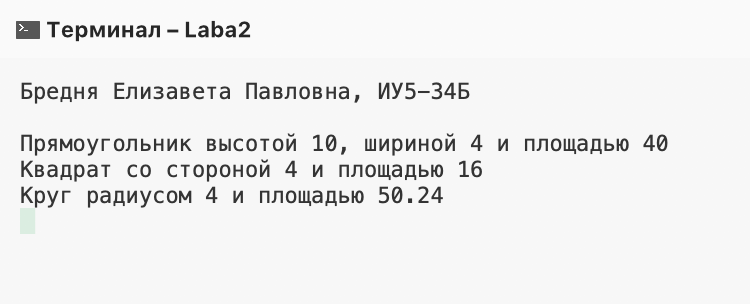 Терминал – Laba2
Бредня Елизавета Павловна, ИУ5-34Б
Прямоугольник высотой 10, шириной 4 и площадью 40
Квадрат со стороной 4 и площадью 16
Круг радиусом 4 и площадью 50.24